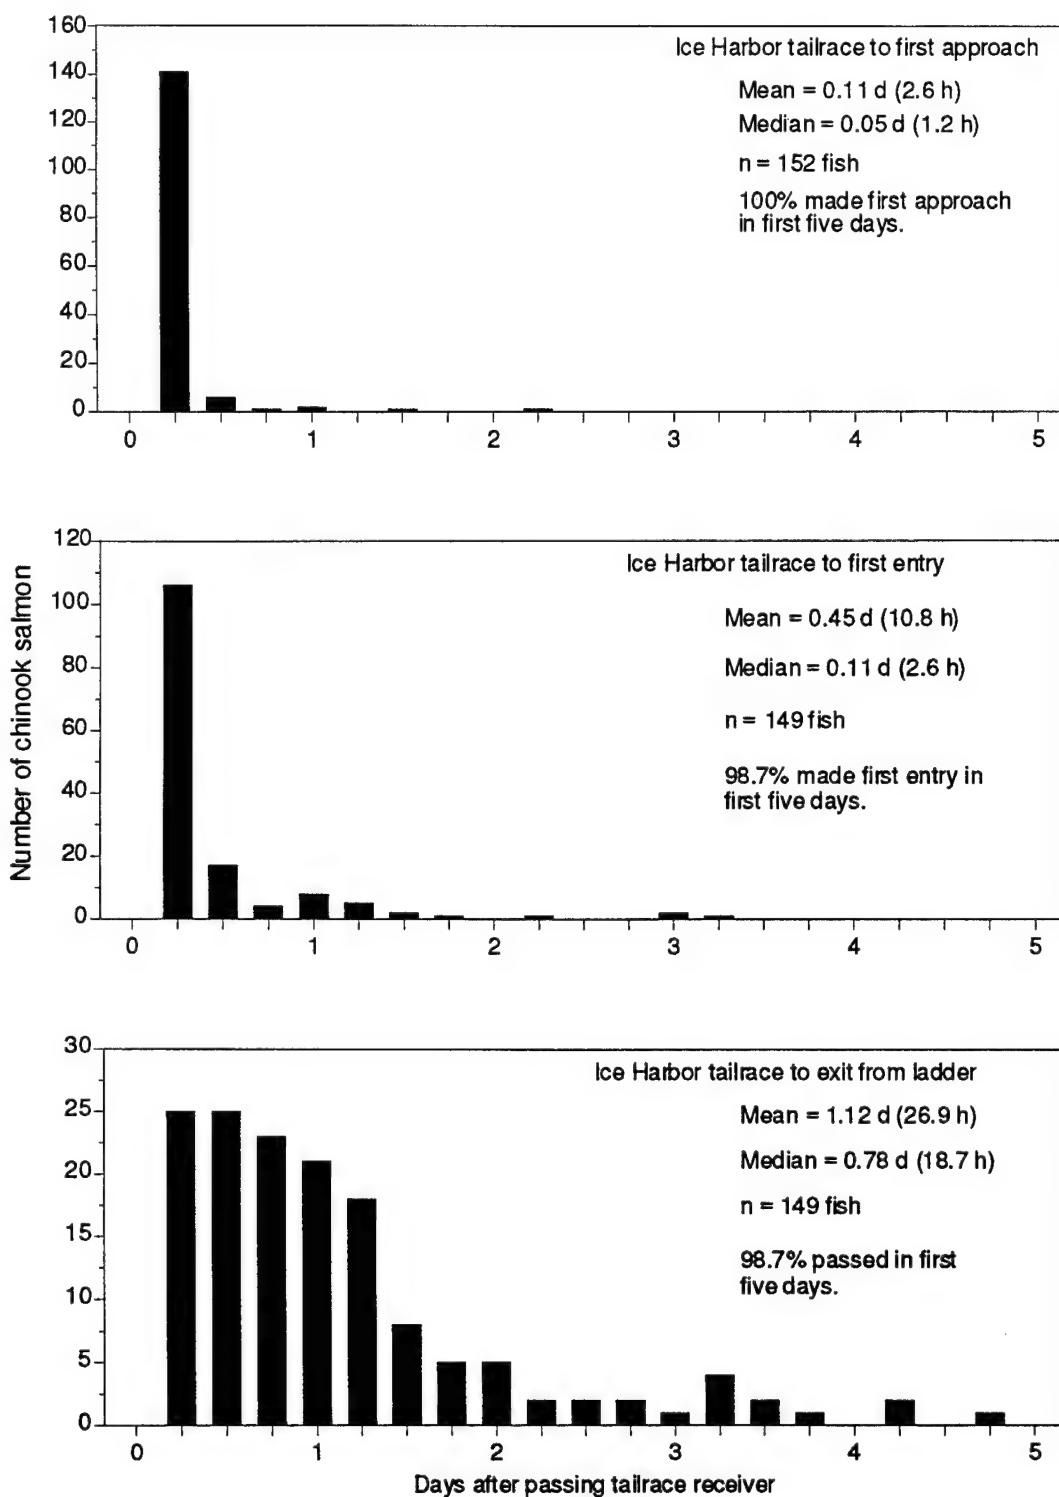 Ice Harbor tailrace to first approach
Mean = 0.11 d (2.6 h)
Median = 0.05 d (1.2 h)
n = 152 fish
100% made first approach
in first five days.
160
140
120
100
80
60
40
20
0
0 1 2 3 4 5
Number of chinook salmon
Ice Harbor tailrace to first entry
Mean = 0.45 d (10.8 h)
Median = 0.11 d (2.6 h)
n = 149 fish
98.7% made first entry in
first five days.
120
100
80
60
40
20
0
0 1 2 3 4 5
Ice Harbor tailrace to exit from ladder
Mean = 1.12 d (26.9 h)
Median = 0.78 d (18.7 h)
n = 149 fish
98.7% passed in first
five days.
30
25
20
15
10
5
0
0 1 2 3 4 5
Days after passing tailrace receiver